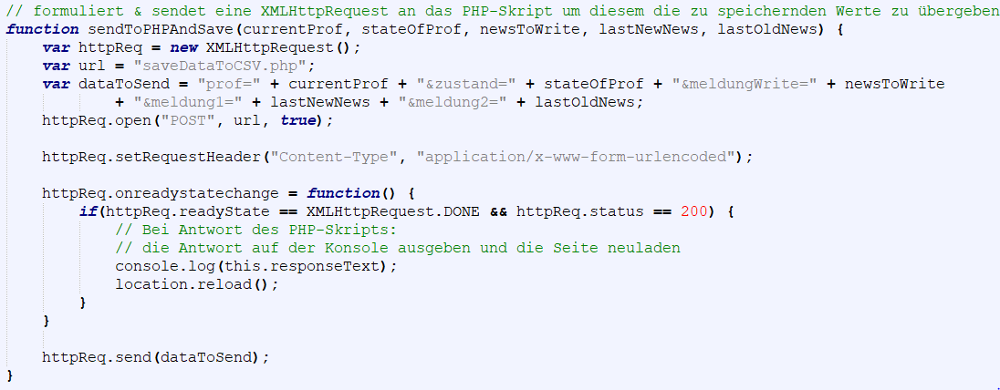 // formuliert & sendet eine XMLHttpRequest an das PHP-Skript um diesem die zu speichernden Werte zu übergeben
function sendToPHPAndSave(currentProf, stateOfProf, newsToWrite, lastNewNews, lastOldNews) {
    var httpReq = new XMLHttpRequest();
    var url = "saveDataToCSV.php";
    var dataToSend = "prof=" + currentProf + "&zustand=" + stateOfProf + "&meldungWrite=" + newsToWrite
            + "&meldung1=" + lastNewNews + "&meldung2=" + lastOldNews;
    httpReq.open("POST", url, true);

    httpReq.setRequestHeader("Content-Type", "application/x-www-form-urlencoded");

    httpReq.onreadystatechange = function() {
        if(httpReq.readyState == XMLHttpRequest.DONE && httpReq.status == 200) {
            // Bei Antwort des PHP-Skripts:
            // die Antwort auf der Konsole ausgeben und die Seite neuladen
            console.log(this.responseText);
            location.reload();
        }
    }

    httpReq.send(dataToSend);
}